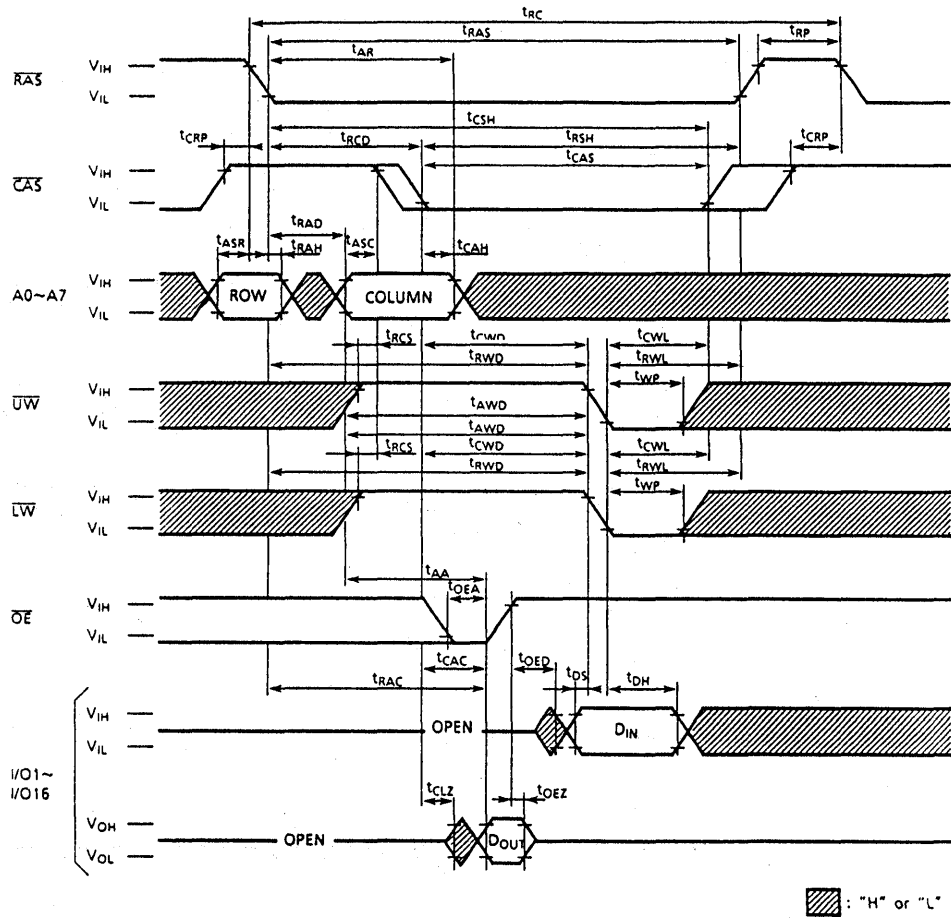 tRC
tRAS
tRP
tAR
RAS
VIH
VIL
tCSH
tCRP
tRCD
tRSH
tCRP
tCAS
CAS
VIH
VIL
tRAD
tASR
tRAH
tASC
tCAH
A0~A7
VIH
VIL
ROW
COLUMN
tRCS
tCWD
tCWL
tRWD
tRWL
tWP
UW
VIH
VIL
tAWD
tAWD
tRCS
tCWD
tCWL
tRWD
tRWL
tWP
LW
VIH
VIL
tAA
tOEA
OE
VIH
VIL
tCAC
tOED
tRAC
tDS
tDH
VIH
VIL
OPEN
DIN
I/O1~
I/O16
tCLZ
tOEZ
VOH
VOL
OPEN
DOUT
: "H" or "L"